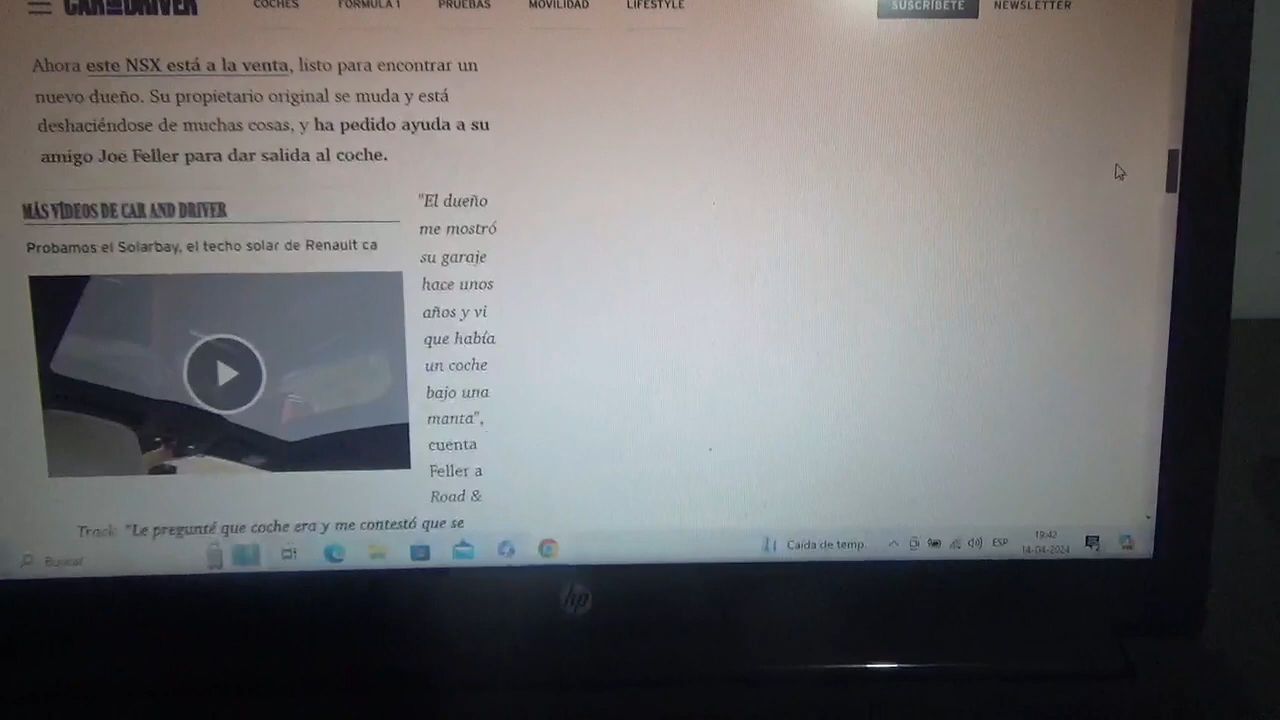 CAR AND DRIVER
COCHES FÓRMULA 1 PRUEBAS MOVILIDAD LIFESTYLE SUSCRÍBETE NEWSLETTER
Ahora este NSX está a la venta, listo para encontrar un
nuevo dueño. Su propietario original se muda y está
deshaciéndose de muchas cosas, y ha pedido ayuda a su
amigo Joe Feller para dar salida al coche.
MÁS VÍDEOS DE CAR AND DRIVER
Probamos el Solarbay, el techo solar de Renault ca
"El dueño
me mostró
su garaje
hace unos
años y vi
que había
un coche
bajo una
manta",
cuenta
Feller a
Road &
Track. "Le pregunté que coche era y me contestó que se
Buscar
Caída de temp.
ESP
19:42
14-04-2024
hp